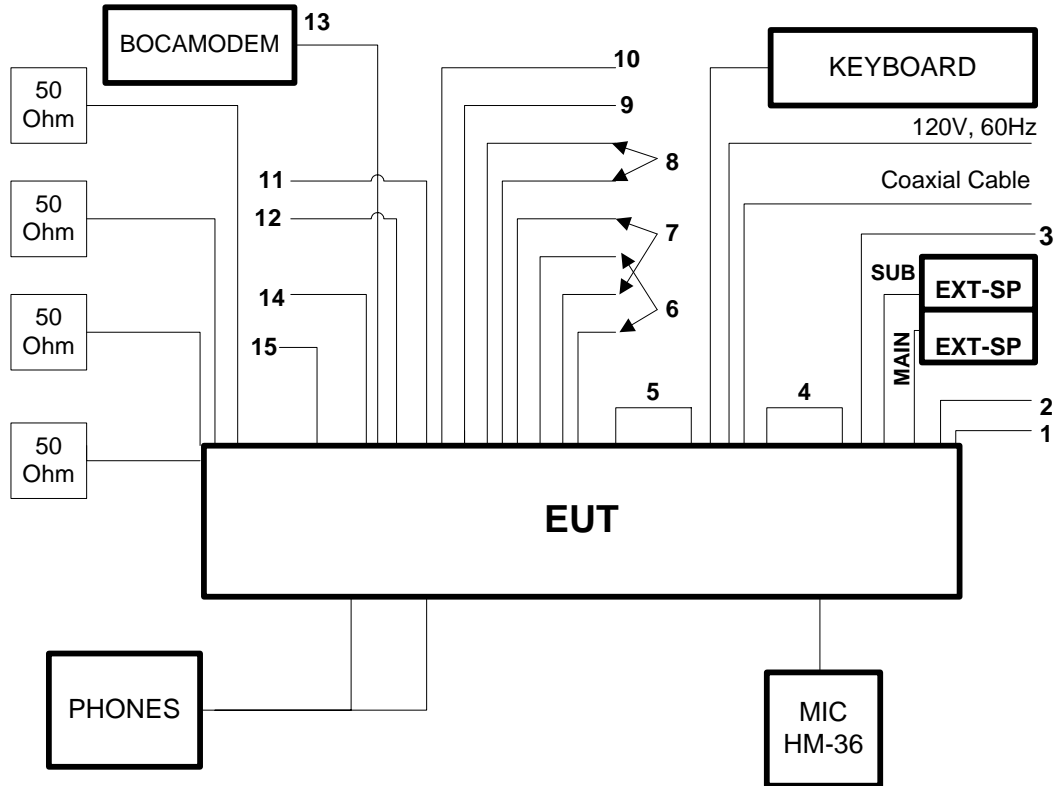 13
BOCAMODEM
10
KEYBOARD
50
Ohm
9
120V, 60Hz
8
11
Coaxial Cable
50
Ohm
12
7
3
SUB
EXT-SP
14
6
50
Ohm
15
MAIN
EXT-SP
5
4
2
1
50
Ohm
EUT
PHONES
MIC
HM-36